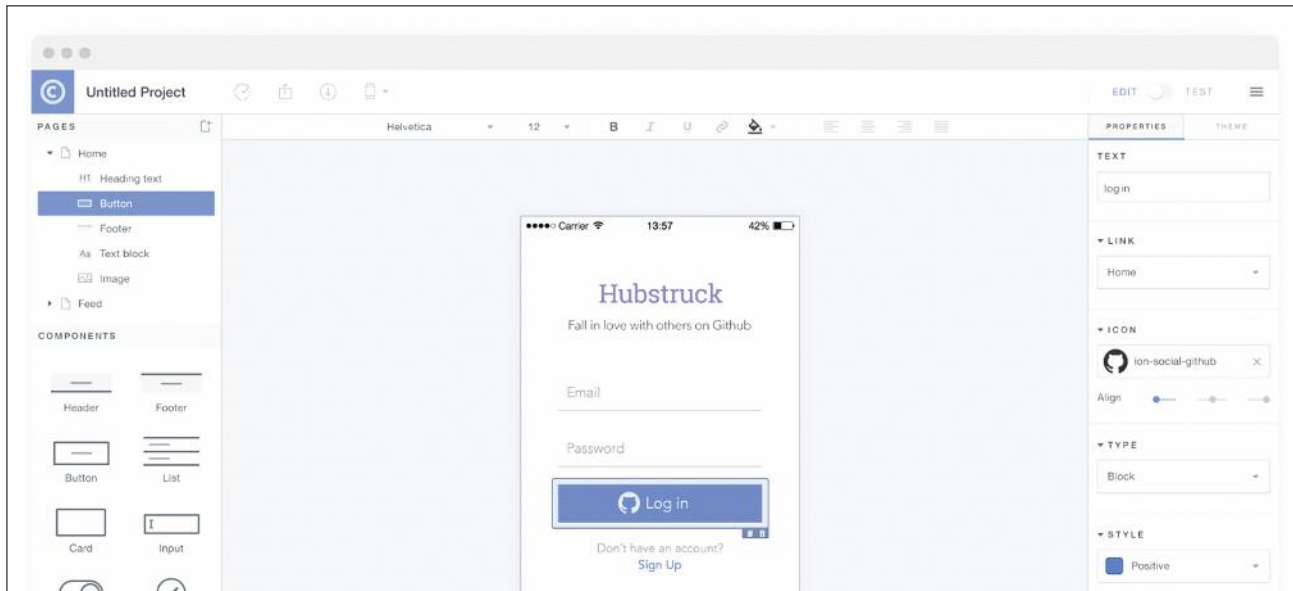 Untitled Project
EDIT TEST
PAGES
Helvetica 12 B I U
PROPERTIES THEME
Home
H1 Heading text
Button
Footer
Aa Text block
Image
Feed
COMPONENTS
Header Footer
Button List
Card Input
Carrier 13:57 42%
Hubstruck
Fall in love with others on Github
Email
Password
Log in
Don't have an account?
Sign Up
TEXT
log in
LINK
Home
ICON
ion-social-github
Align
TYPE
Block
STYLE
Positive